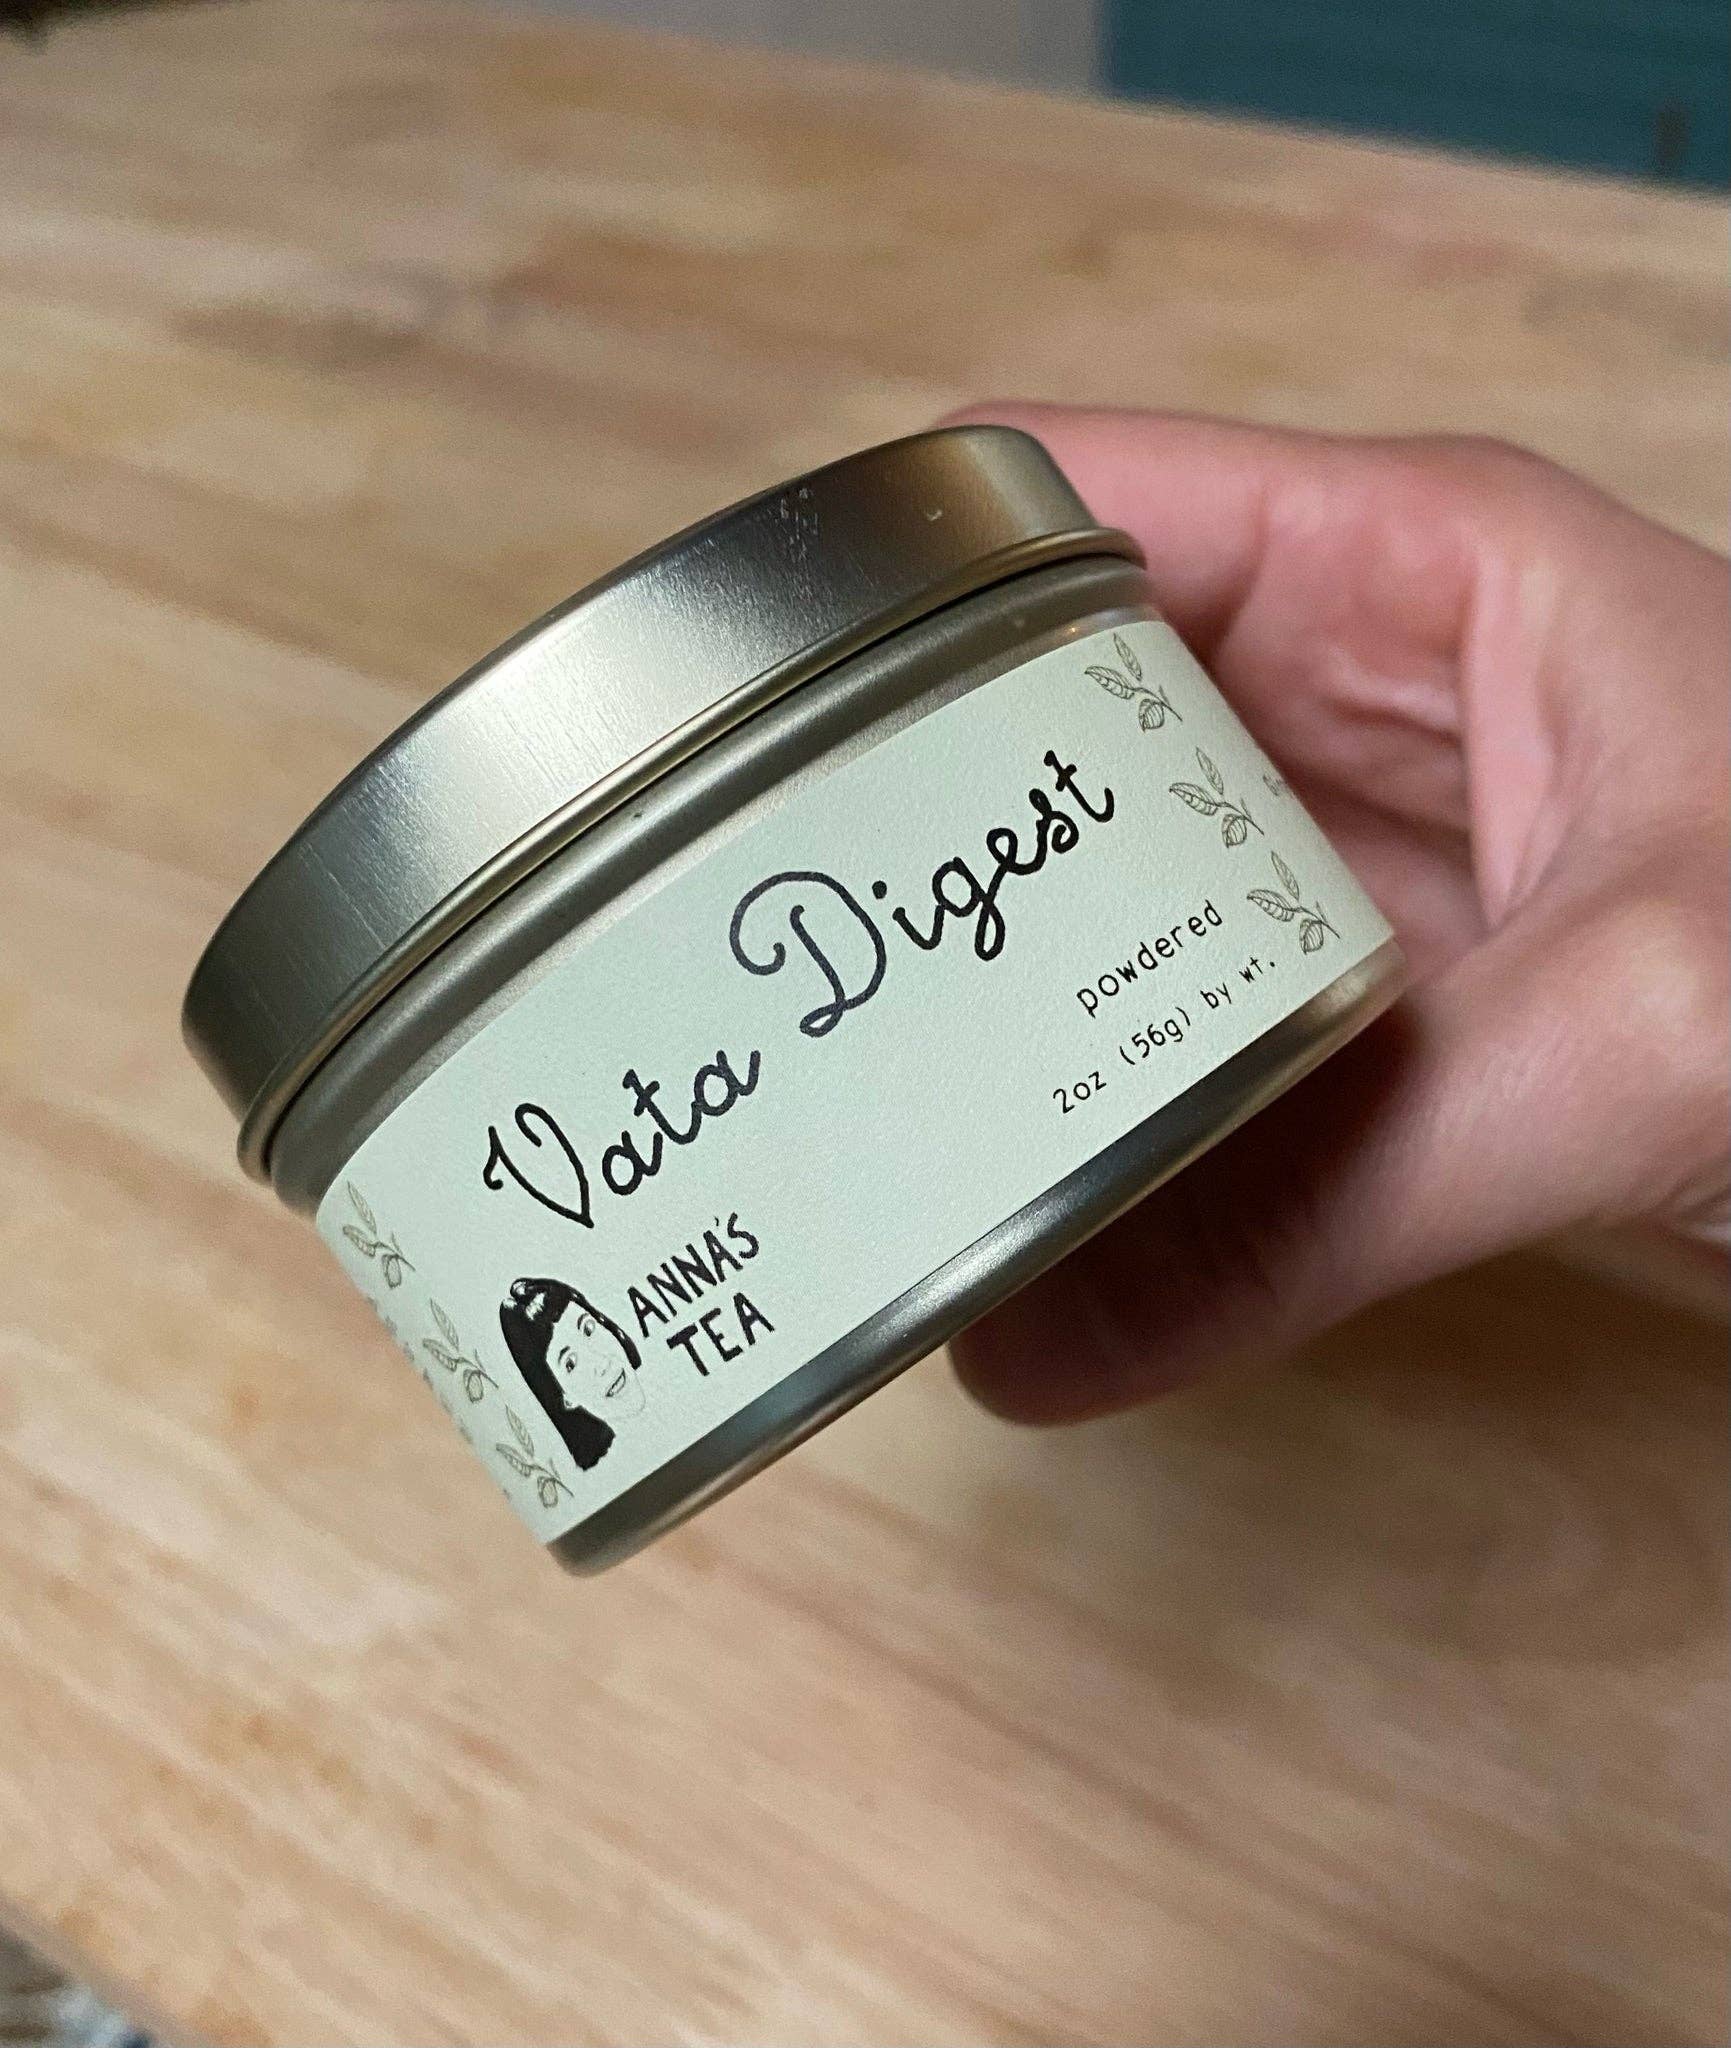 Vata Digest
powdered
2oz (56g) by wt.
ANNA'S
TEA